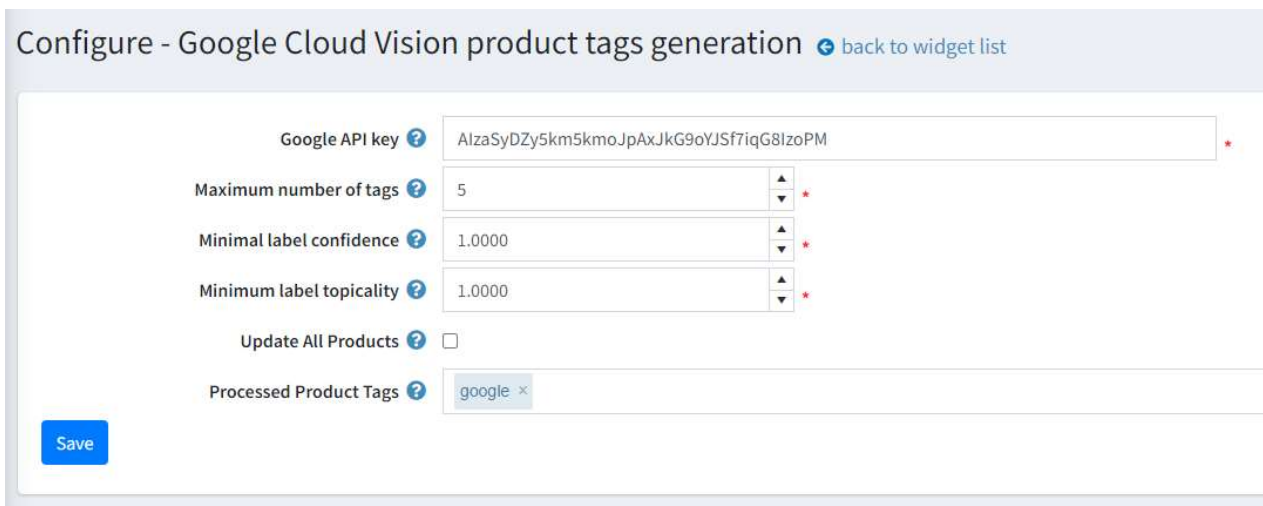 Configure - Google Cloud Vision product tags generation back to widget list
Google API key AIzaSyDZy5km5kmoJpAxJkG9oYJSf7iqG8IzoPM *
Maximum number of tags 5 *
Minimal label confidence 1.0000 *
Minimum label topicality 1.0000 *
Update All Products
Processed Product Tags google ×
Save